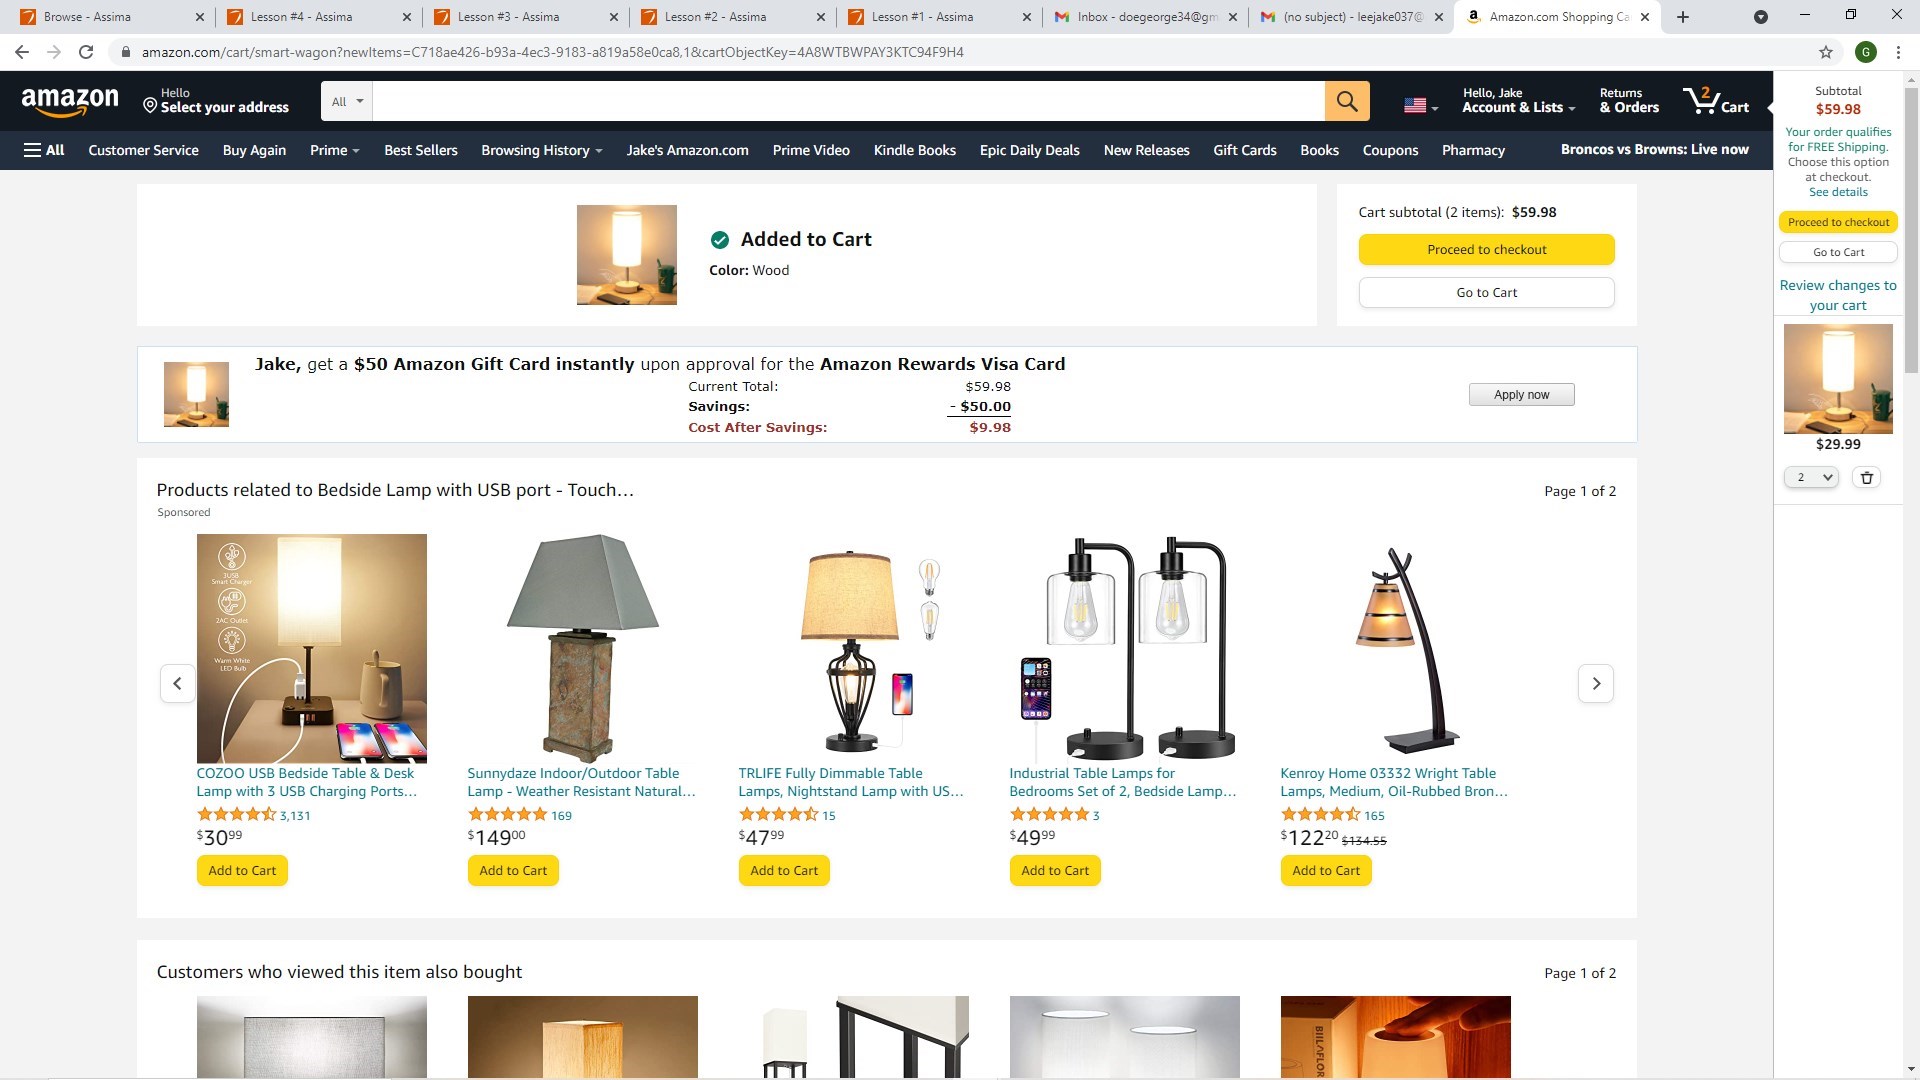 Browse - Assima
Lesson #4 - Assima
Lesson #3 - Assima
Lesson #2 - Assima
Lesson #1 - Assima
Inbox - doegeorge34@gm
(no subject) - leejake037@
Amazon.com Shopping Ca
amazon.com/cart/smart-wagon?newItems=C718ae426-b93a-4ec3-9183-a819a58e0ca8,1&cartObjectKey=4A8WTBWPAY3KTC94F9H4
G
amazon
Hello
Select your address
All
Hello, Jake
Account & Lists
Returns
& Orders
2
Cart
All
Customer Service
Buy Again
Prime
Best Sellers
Browsing History
Jake's Amazon.com
Prime Video
Kindle Books
Epic Daily Deals
New Releases
Gift Cards
Books
Coupons
Pharmacy
Broncos vs Browns: Live now
Added to Cart
Color: Wood
Cart subtotal (2 items): $59.98
Proceed to checkout
Go to Cart
Subtotal
$59.98
Your order qualifies
for FREE Shipping.
Choose this option
at checkout.
See details
Proceed to checkout
Go to Cart
Review changes to
your cart
$29.99
2
Jake, get a $50 Amazon Gift Card instantly upon approval for the Amazon Rewards Visa Card
Current Total: $59.98
Savings: - $50.00
Cost After Savings: $9.98
Apply now
Products related to Bedside Lamp with USB port - Touch…
Page 1 of 2
Sponsored
3USB
Smart Charger
2AC Outlet
Warm White
LED Bulb
COZOO USB Bedside Table & Desk
Lamp with 3 USB Charging Ports…
3,131
$3099
Add to Cart
Sunnydaze Indoor/Outdoor Table
Lamp - Weather Resistant Natural…
169
$14900
Add to Cart
TRLIFE Fully Dimmable Table
Lamps, Nightstand Lamp with US…
15
$4799
Add to Cart
Industrial Table Lamps for
Bedrooms Set of 2, Bedside Lamp…
3
$4999
Add to Cart
Kenroy Home 03332 Wright Table
Lamps, Medium, Oil-Rubbed Bron…
165
$12220 $134.55
Add to Cart
Customers who viewed this item also bought
Page 1 of 2